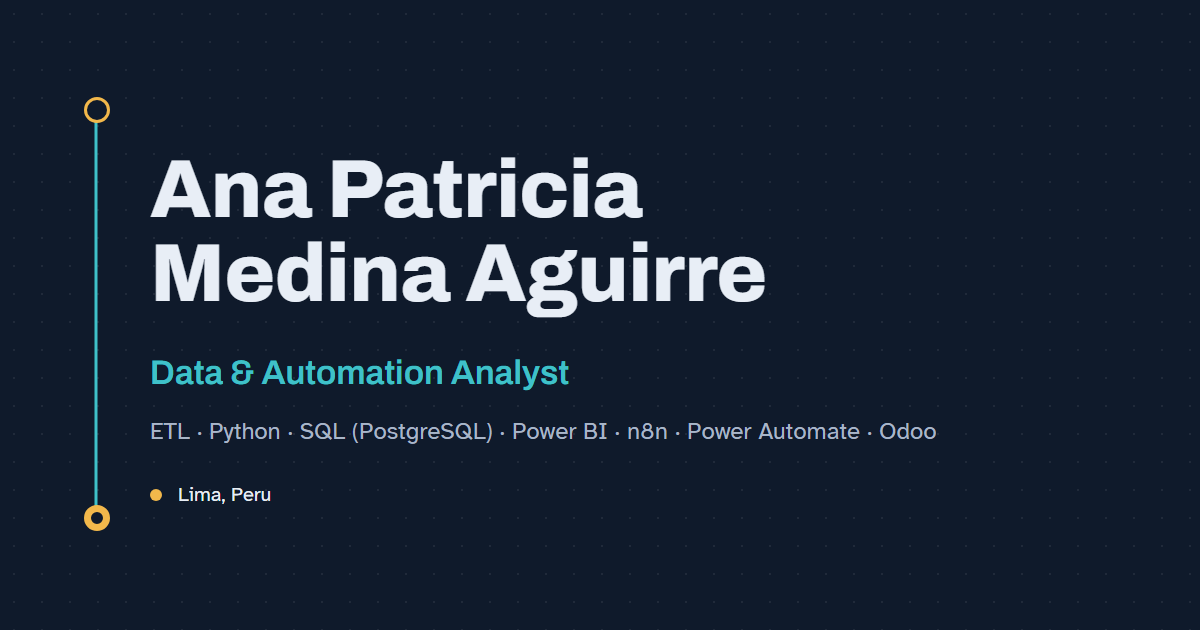 Ana Patricia
Medina Aguirre
Data & Automation Analyst
ETL · Python · SQL (PostgreSQL) · Power BI · n8n · Power Automate · Odoo
Lima, Peru